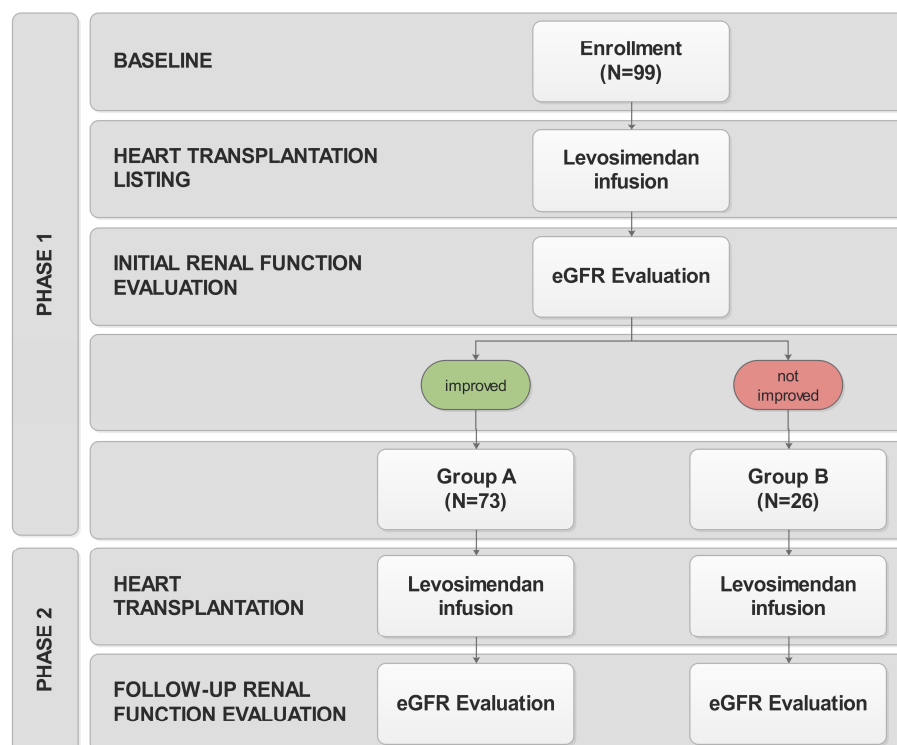 PHASE 1
BASELINE
Enrollment
(N=99)
HEART TRANSPLANTATION
LISTING
Levosimendan
infusion
INITIAL RENAL FUNCTION
EVALUATION
eGFR Evaluation
improved
not
improved
Group A
(N=73)
Group B
(N=26)
PHASE 2
HEART
TRANSPLANTATION
Levosimendan
infusion
Levosimendan
infusion
FOLLOW-UP RENAL
FUNCTION EVALUATION
eGFR Evaluation
eGFR Evaluation